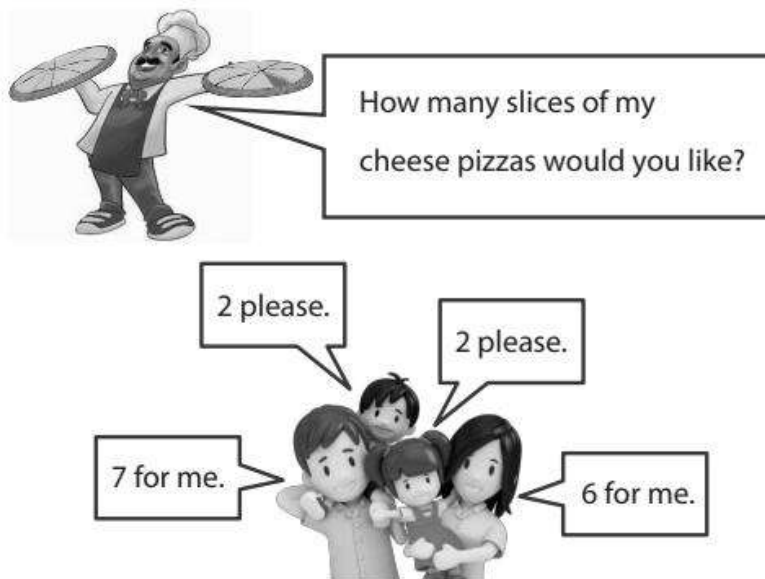 How many slices of my
cheese pizzas would you like?
2 please.
2 please.
7 for me.
6 for me.